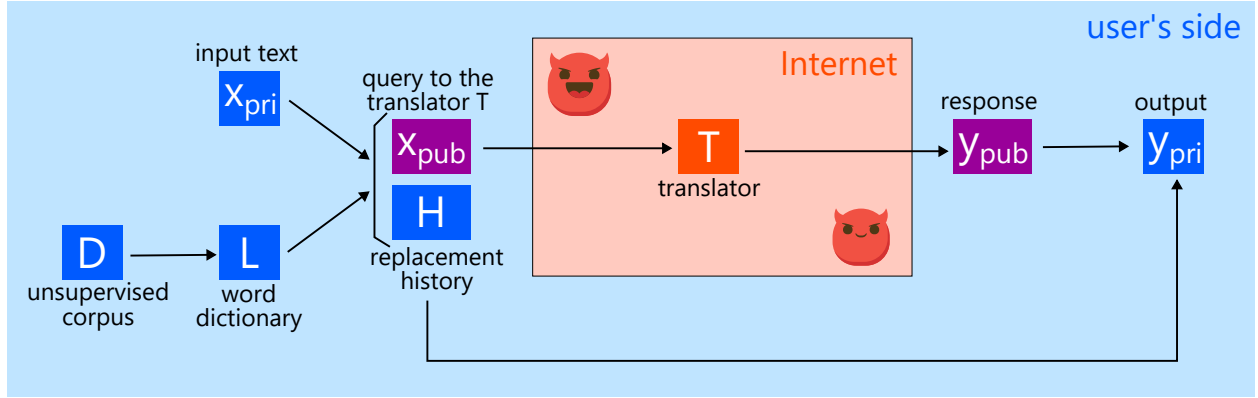 user's side
input text
x_pri
query to the
translator T
x_pub
H
replacement
history
D
unsupervised
corpus
L
word
dictionary
Internet
T
translator
response
y_pub
output
y_pri